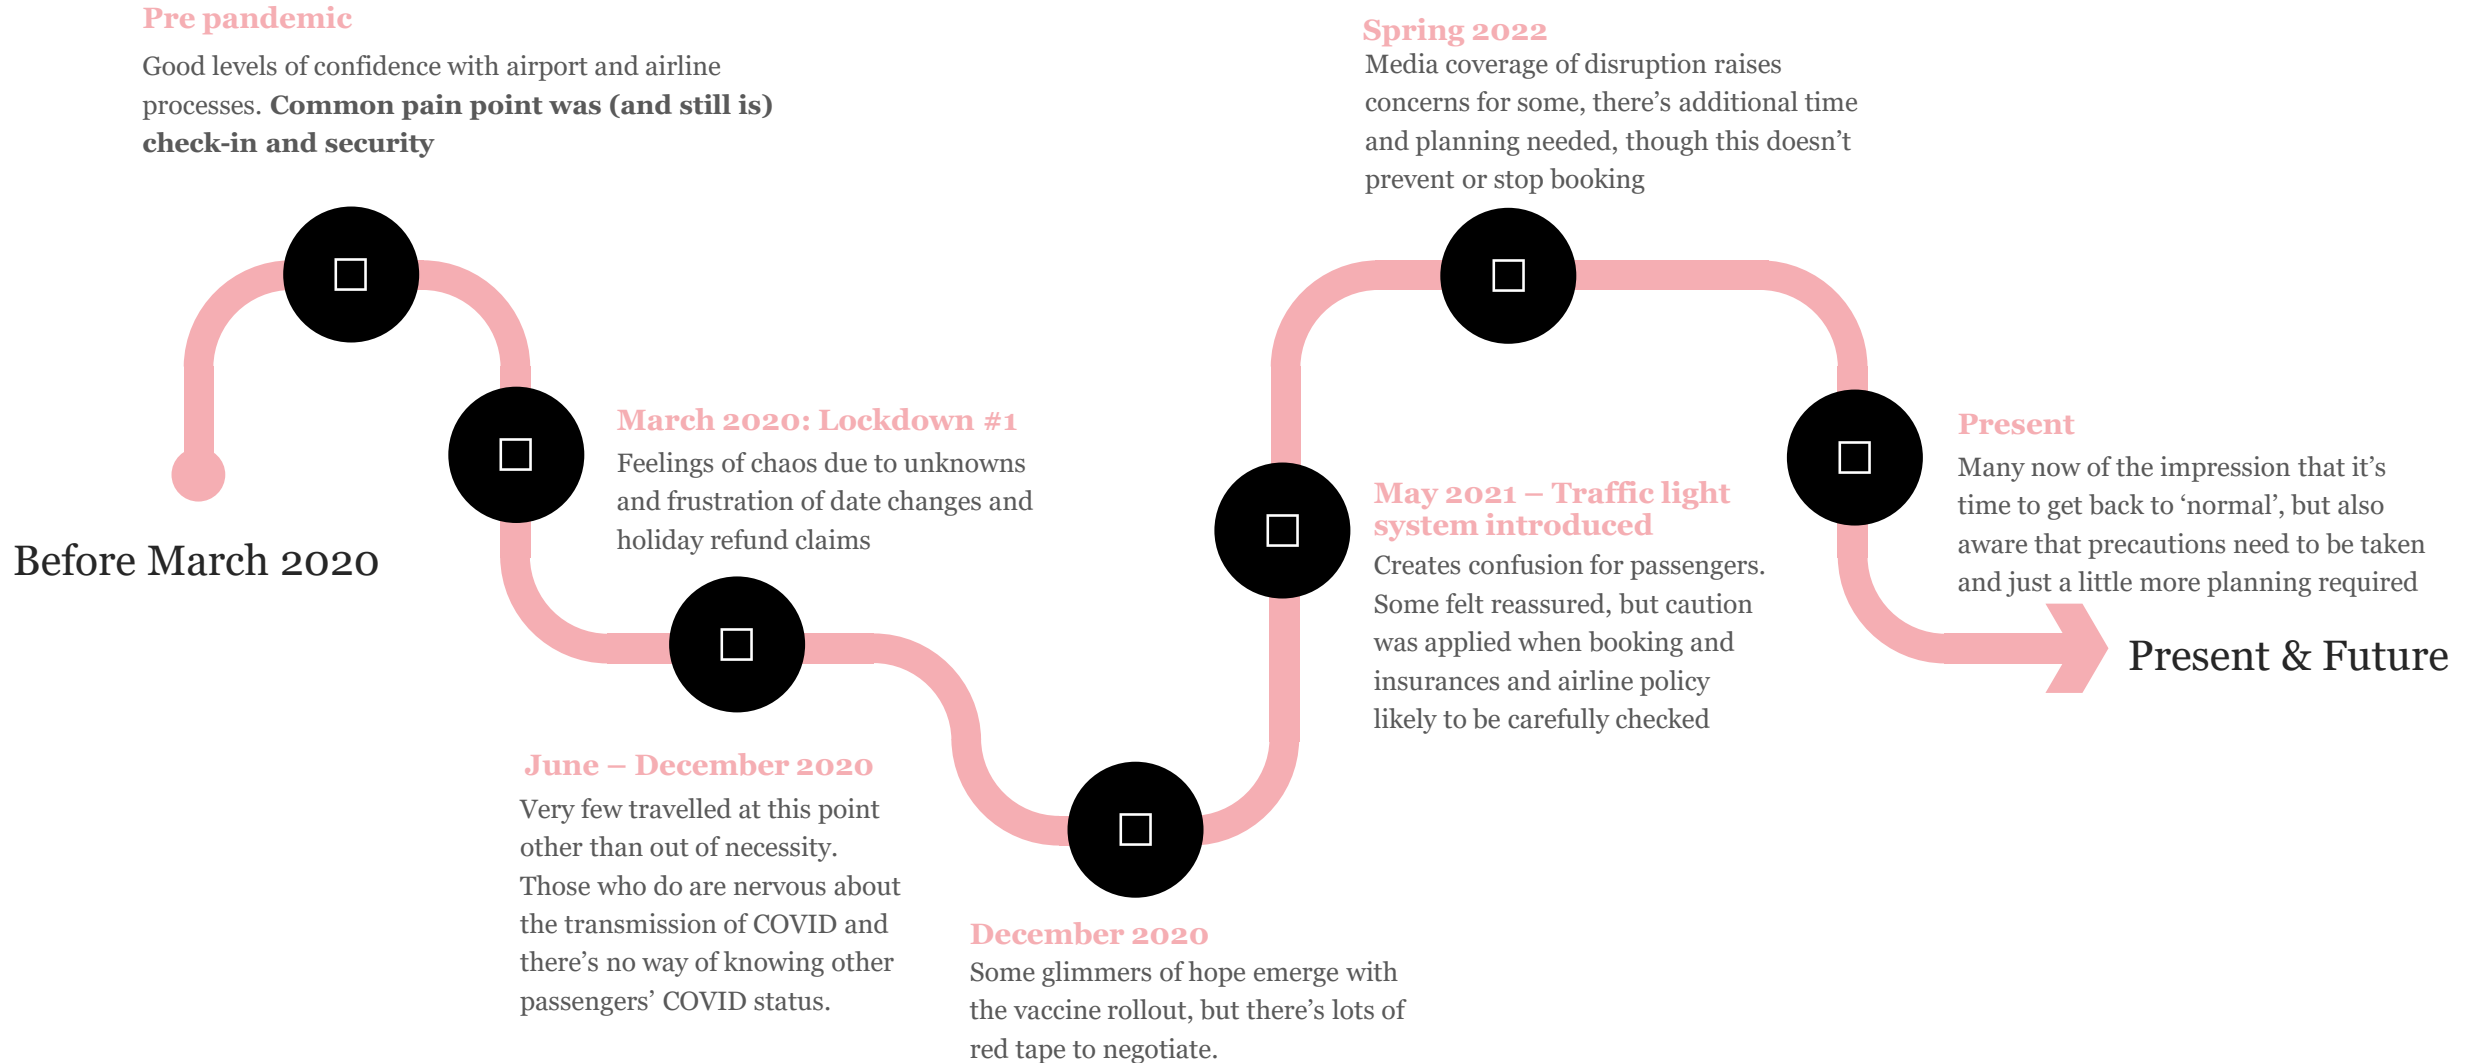 Pre pandemic
Good levels of confidence with airport and airline
processes. Common pain point was (and still is)
check-in and security
Before March 2020
March 2020: Lockdown #1
Feelings of chaos due to unknowns
and frustration of date changes and
holiday refund claims
June – December 2020
Very few travelled at this point
other than out of necessity.
Those who do are nervous about
the transmission of COVID and
there’s no way of knowing other
passengers’ COVID status.
December 2020
Some glimmers of hope emerge with
the vaccine rollout, but there’s lots of
red tape to negotiate.
May 2021 – Traffic light
system introduced
Creates confusion for passengers.
Some felt reassured, but caution
was applied when booking and
insurances and airline policy
likely to be carefully checked
Spring 2022
Media coverage of disruption raises
concerns for some, there’s additional time
and planning needed, though this doesn’t
prevent or stop booking
Present
Many now of the impression that it’s
time to get back to ‘normal’, but also
aware that precautions need to be taken
and just a little more planning required
Present & Future